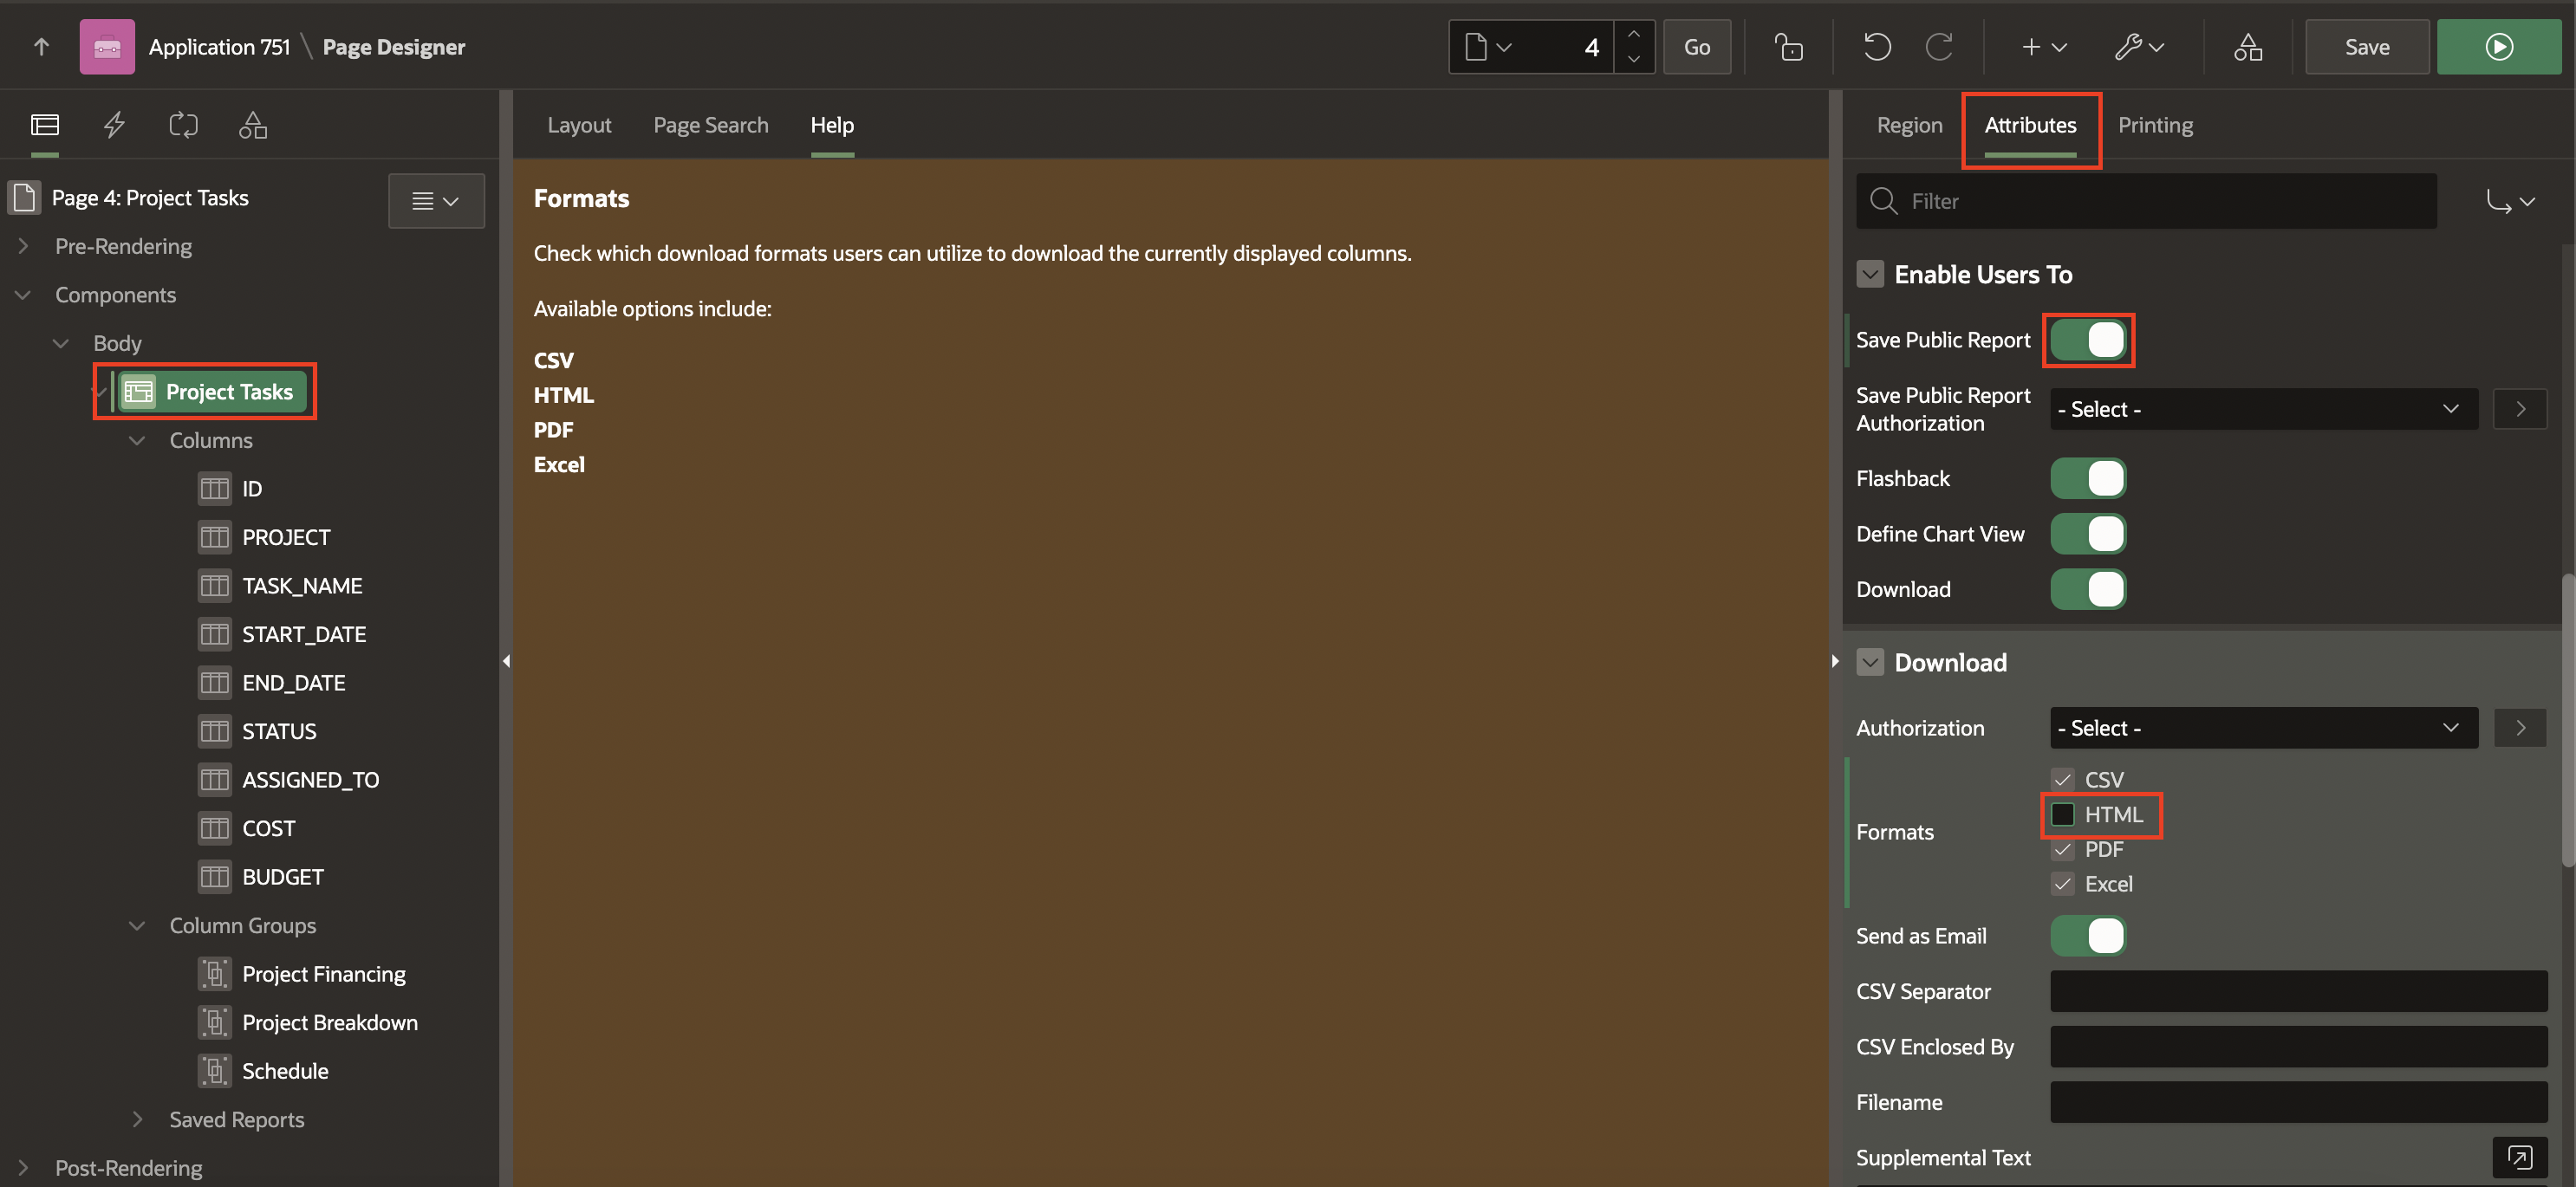 Application 751 \ Page Designer
4
Go
Save
Page 4: Project Tasks
Pre-Rendering
Components
Body
Project Tasks
Columns
ID
PROJECT
TASK_NAME
START_DATE
END_DATE
STATUS
ASSIGNED_TO
COST
BUDGET
Column Groups
Project Financing
Project Breakdown
Schedule
Saved Reports
Post-Rendering
Layout
Page Search
Help
Formats
Check which download formats users can utilize to download the currently displayed columns.
Available options include:
CSV
HTML
PDF
Excel
Region
Attributes
Printing
Filter
Enable Users To
Save Public Report
Save Public Report
Authorization
- Select -
Flashback
Define Chart View
Download
Download
Authorization
- Select -
Formats
CSV
HTML
PDF
Excel
Send as Email
CSV Separator
CSV Enclosed By
Filename
Supplemental Text